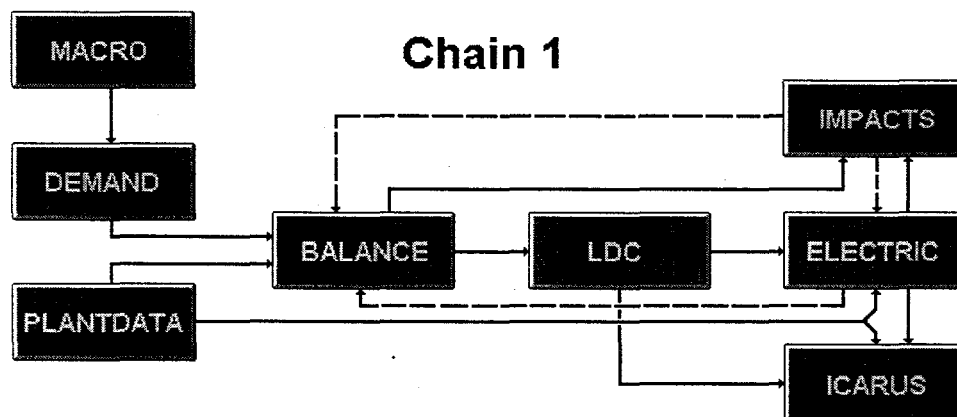 MACRO
Chain 1
IMPACTS
DEMAND
BALANCE
LDC
ELECTRIC
PLANTDATA
ICARUS